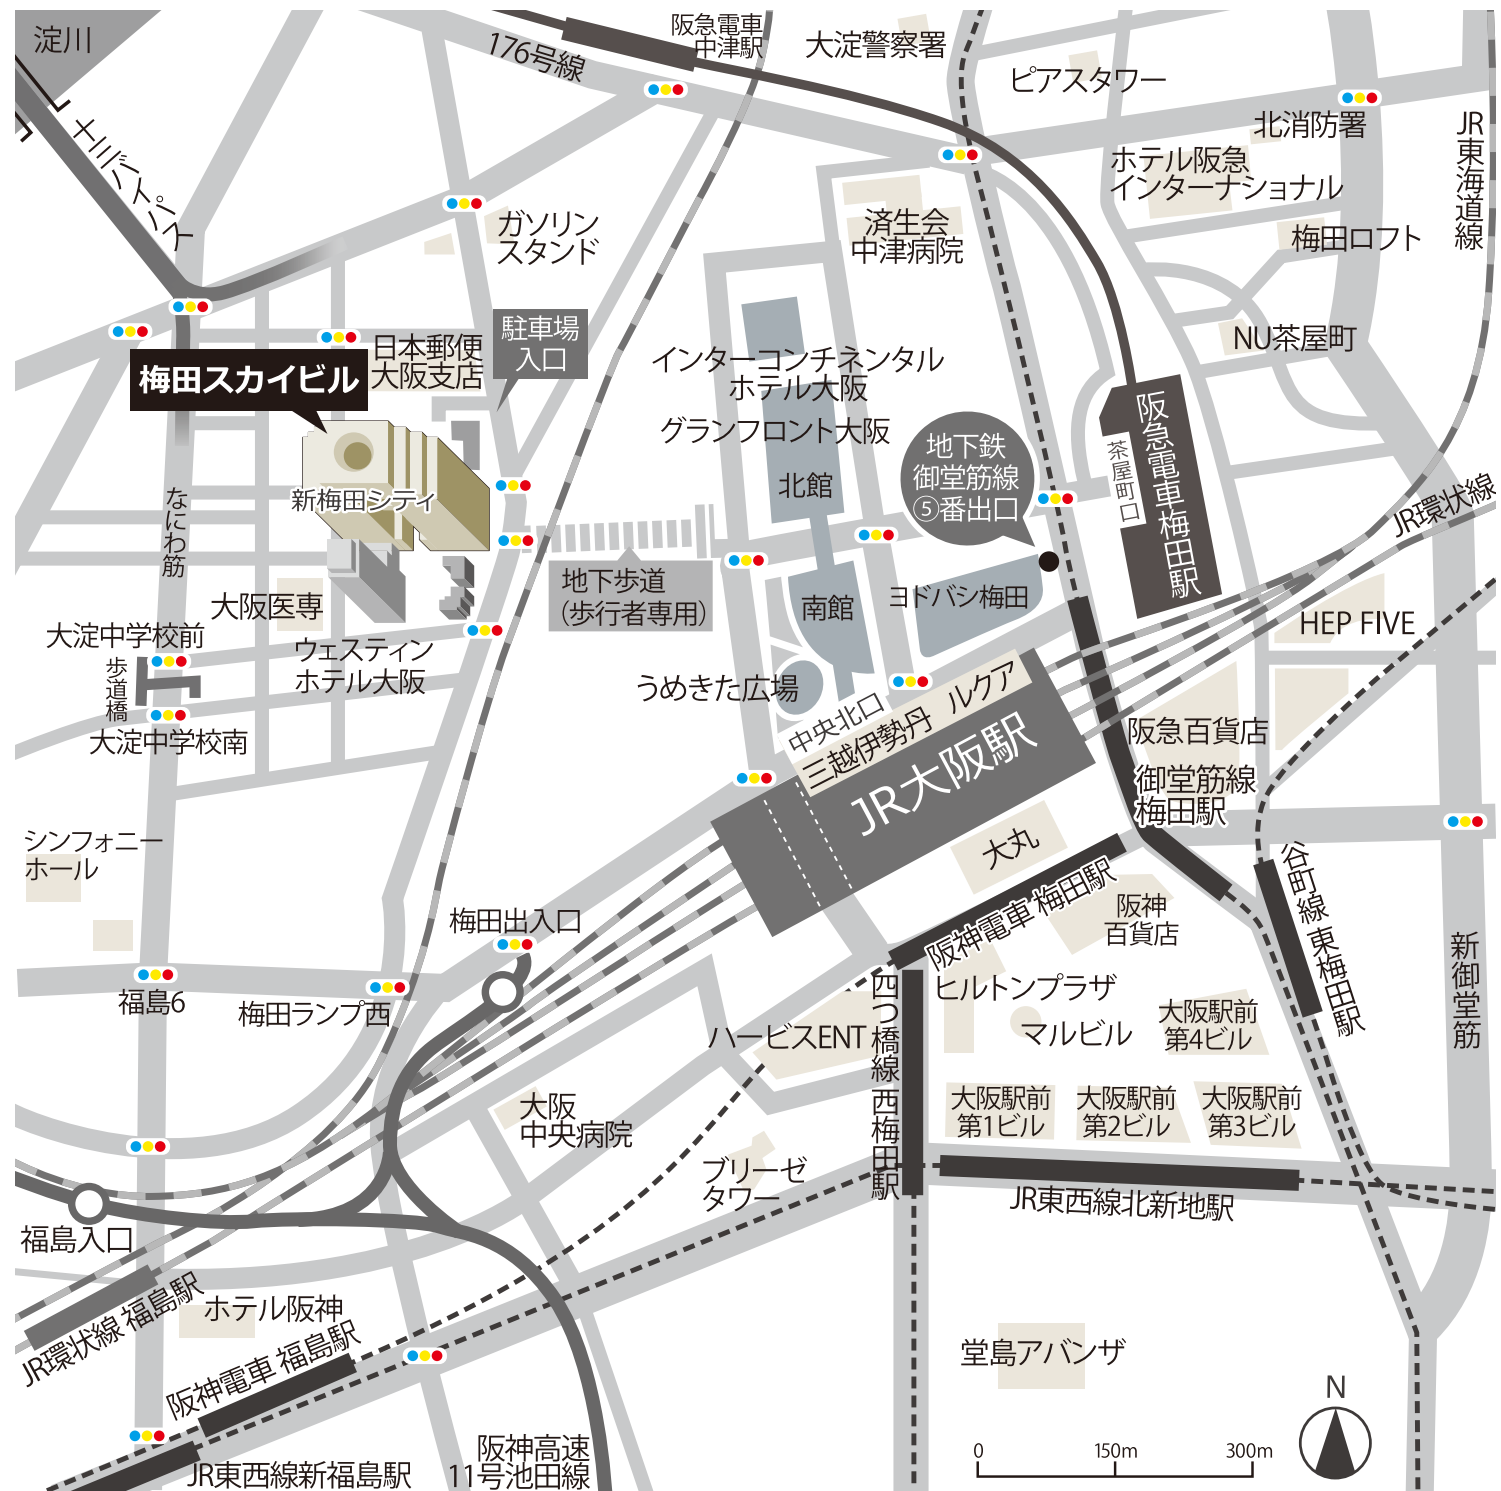 淀川
176号線
阪急電車
中津駅
大淀警察署
ピアスタワー
北消防署
JR東海道線
十三バイパス
ガソリン
スタンド
済生会
中津病院
ホテル阪急
インターナショナル
梅田ロフト
NU茶屋町
駐車場
入口
日本郵便
大阪支店
梅田スカイビル
新梅田シティ
インターコンチネンタル
ホテル大阪
グランフロント大阪
北館
地下鉄
御堂筋線
⑤番出口
阪急電車梅田駅
茶屋町口
JR環状線
なにわ筋
地下歩道
(歩行者専用)
南館
ヨドバシ梅田
HEP FIVE
大阪医専
大淀中学校前
歩道橋
大淀中学校南
ウェスティン
ホテル大阪
うめきた広場
中央北口
三越伊勢丹 ルクア
JR大阪駅
阪急百貨店
御堂筋線
梅田駅
シンフォニー
ホール
大丸
阪神電車 梅田駅
阪神
百貨店
谷町線 東梅田駅
新御堂筋
梅田出入口
福島6
梅田ランプ西
ハービスENT
四つ橋線 西梅田駅
ヒルトンプラザ
マルビル
大阪駅前
第4ビル
大阪駅前
第1ビル
大阪駅前
第2ビル
大阪駅前
第3ビル
大阪
中央病院
ブリーゼ
タワー
JR東西線北新地駅
福島入口
JR環状線 福島駅
ホテル阪神
阪神電車 福島駅
堂島アバンザ
JR東西線新福島駅
阪神高速
11号池田線
N
0 150m 300m